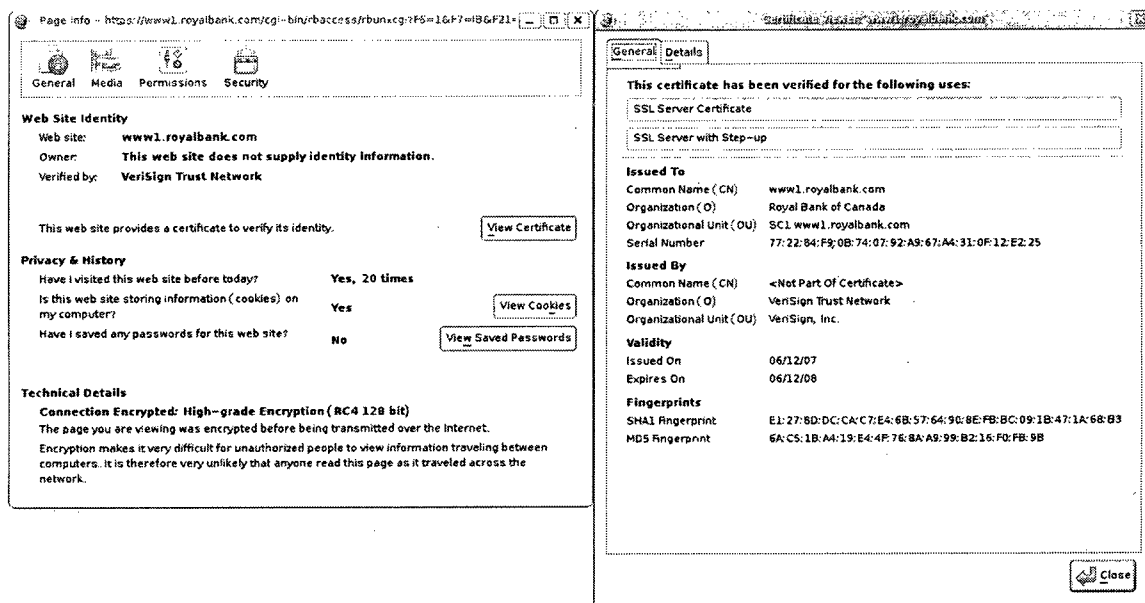 Page Info - https://www1.royalbank.com/cgi-bin/rbaccess/rbunxcg?F6=1&F7=IB&F21=
General Media Permissions Security
Web Site Identity
Web site: www1.royalbank.com
Owner: This web site does not supply identity information.
Verified by: VeriSign Trust Network
This web site provides a certificate to verify its identity.
View Certificate
Privacy & History
Have I visited this web site before today? Yes, 20 times
Is this web site storing information (cookies) on
my computer?
Yes
View Cookies
Have I saved any passwords for this web site?
No
View Saved Passwords
Technical Details
Connection Encrypted: High-grade Encryption (RC4 128 bit)
The page you are viewing was encrypted before being transmitted over the Internet.
Encryption makes it very difficult for unauthorized people to view information traveling between
computers. It is therefore very unlikely that anyone read this page as it traveled across the
network.
Certificate Viewer:"www1.royalbank.com"
General Details
This certificate has been verified for the following uses:
SSL Server Certificate
SSL Server with Step-up
Issued To
Common Name (CN) www1.royalbank.com
Organization (O) Royal Bank of Canada
Organizational Unit (OU) SC1 www1.royalbank.com
Serial Number 77:22:84:F9:0B:74:07:92:A9:67:A4:31:0F:12:E2:25
Issued By
Common Name (CN) <Not Part Of Certificate>
Organization (O) VeriSign Trust Network
Organizational Unit (OU) VeriSign, Inc.
Validity
Issued On 06/12/07
Expires On 06/12/08
Fingerprints
SHA1 Fingerprint E1:27:8D:DC:CA:C7:E4:6B:57:64:90:8E:FB:BC:09:1B:47:1A:68:B3
MD5 Fingerprint 6A:C5:1B:A4:19:E4:4F:76:8A:A9:99:B2:16:F0:FB:9B
Close